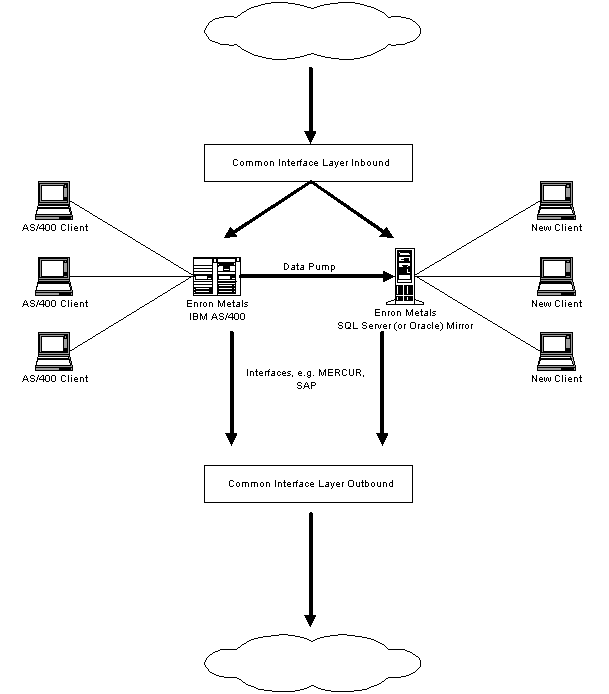 Common Interface Layer Inbound
AS/400 Client
New Client
Data Pump
AS/400 Client
Enron Metals
IBM AS/400
Enron Metals
SQL Server (or Oracle) Mirror
New Client
Interfaces, e.g. MERCUR,
SAP
AS/400 Client
New Client
Common Interface Layer Outbound